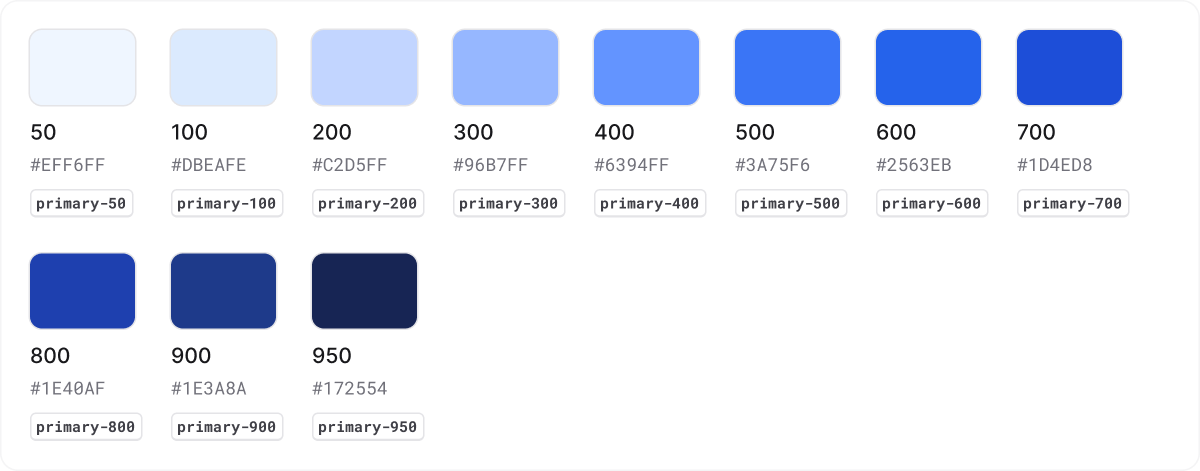 50 100 200 300 400 500 600 700
#EFF6FF #DBEAFE #C2D5FF #96B7FF #6394FF #3A75F6 #2563EB #1D4ED8
primary-50 primary-100 primary-200 primary-300 primary-400 primary-500 primary-600 primary-700
800 900 950
#1E40AF #1E3A8A #172554
primary-800 primary-900 primary-950